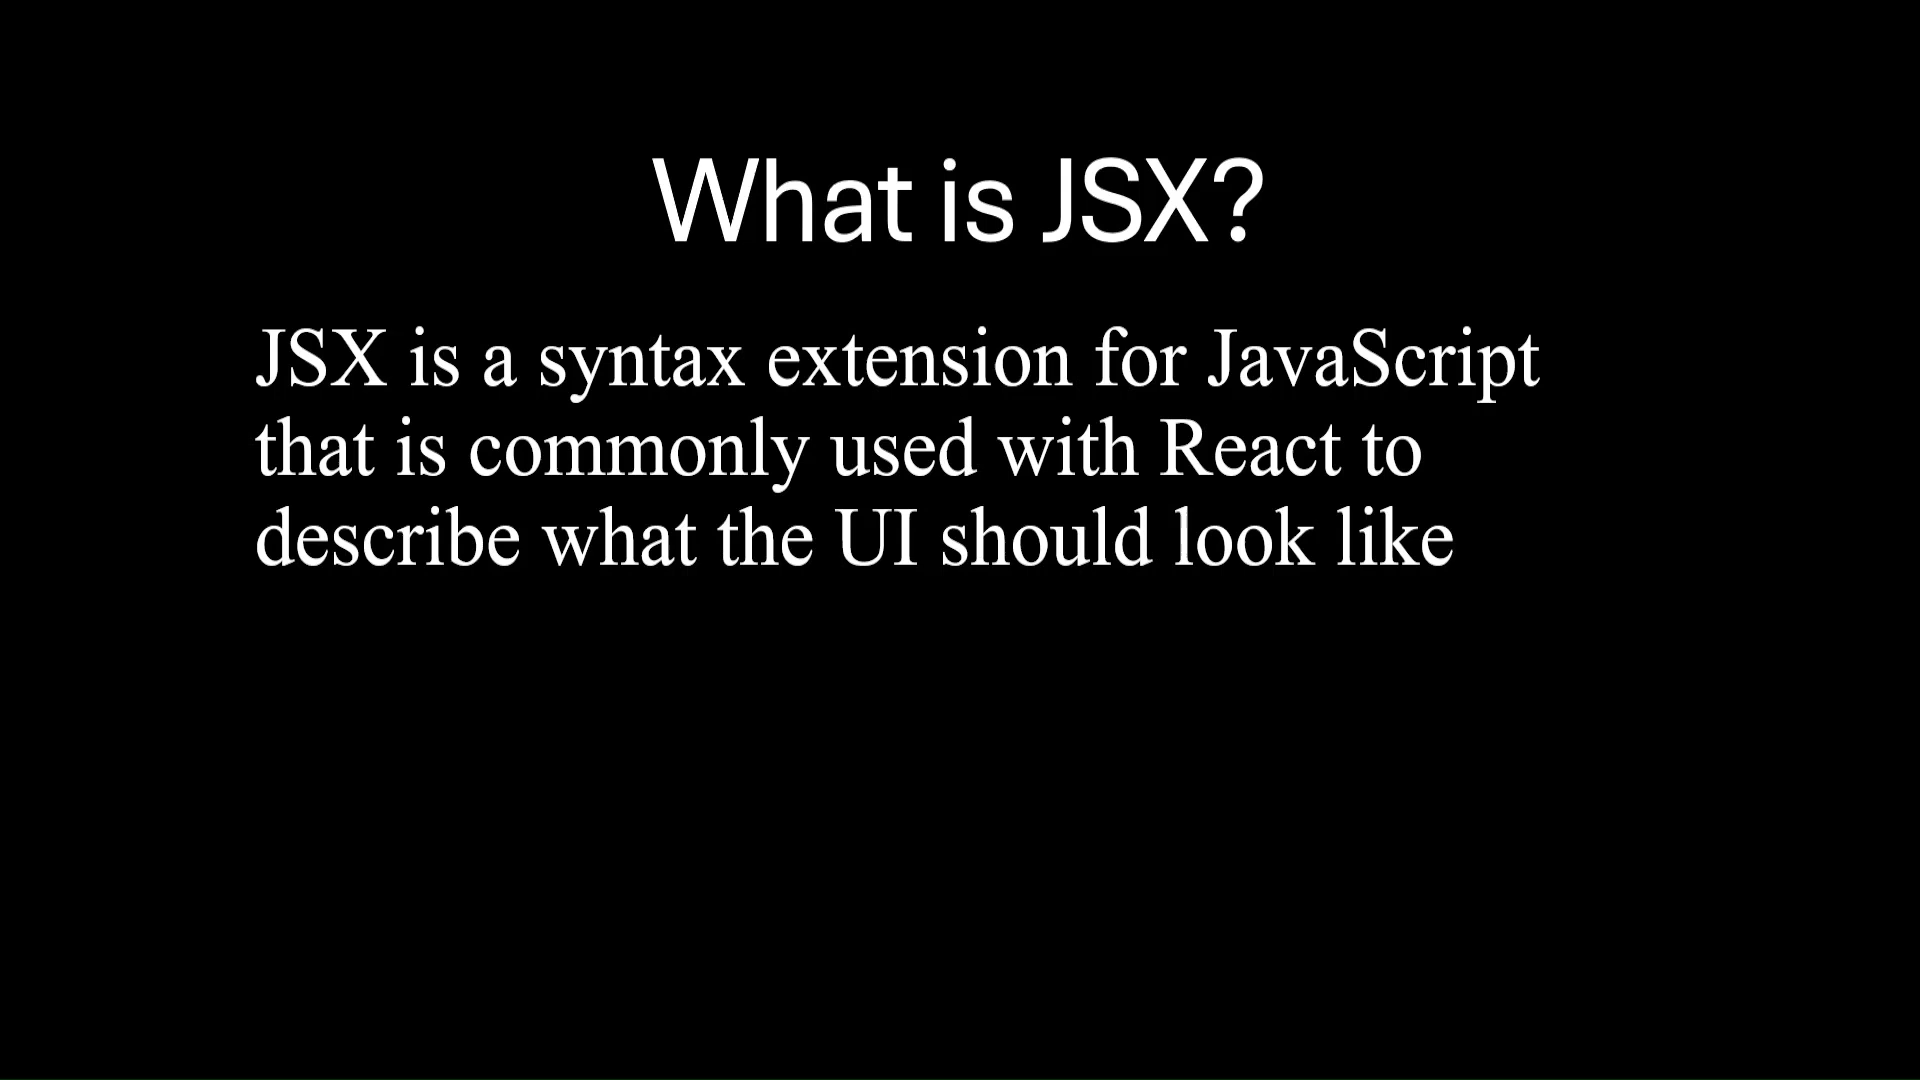 What is JSX?
JSX is a syntax extension for JavaScript
that is commonly used with React to
describe what the UI should look like